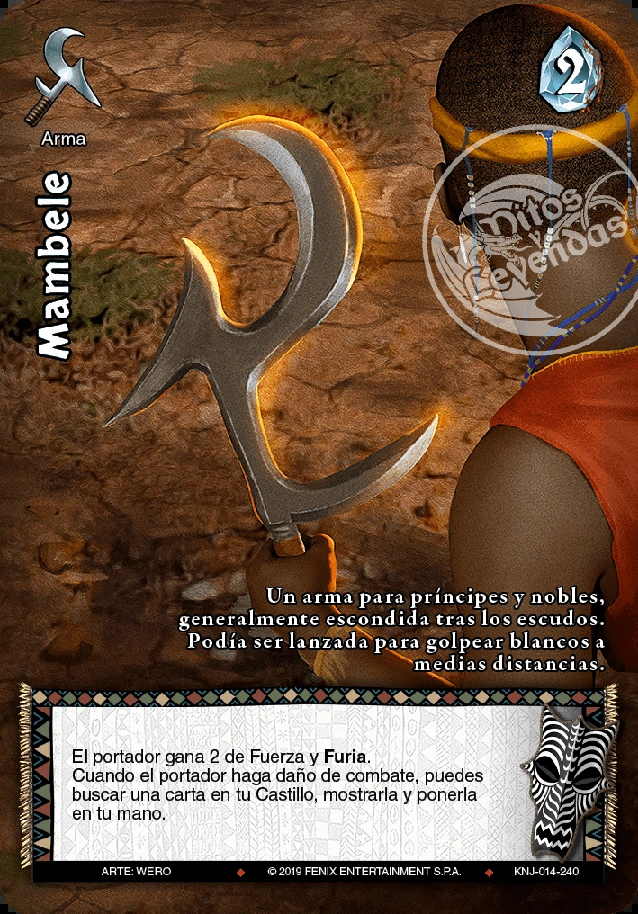 2
Arma
Mambele
Mitos
y
Leyendas
Un arma para príncipes y nobles,
generalmente escondida tras los escudos.
Podía ser lanzada para golpear blancos a
medias distancias.
El portador gana 2 de Fuerza y Furia.
Cuando el portador haga daño de combate, puedes
buscar una carta en tu Castillo, mostrarla y ponerla
en tu mano.
ARTE: WERO © 2019 FENIX ENTERTAINMENT S.P.A. KNJ-014-240